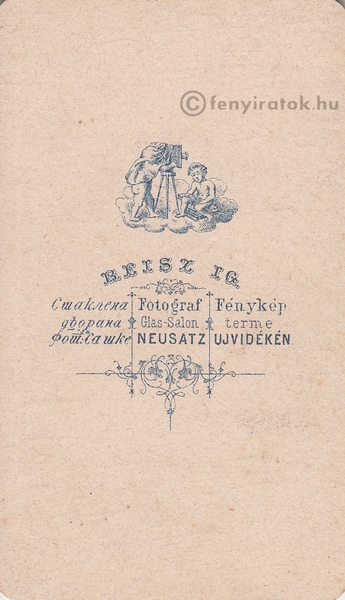 ©fenyiratok.hu
REISZ IG.
Стаклена Fotograf Fénykép
дворана Glas-Salon terme
NEUSATZ UJVIDÉKÉN